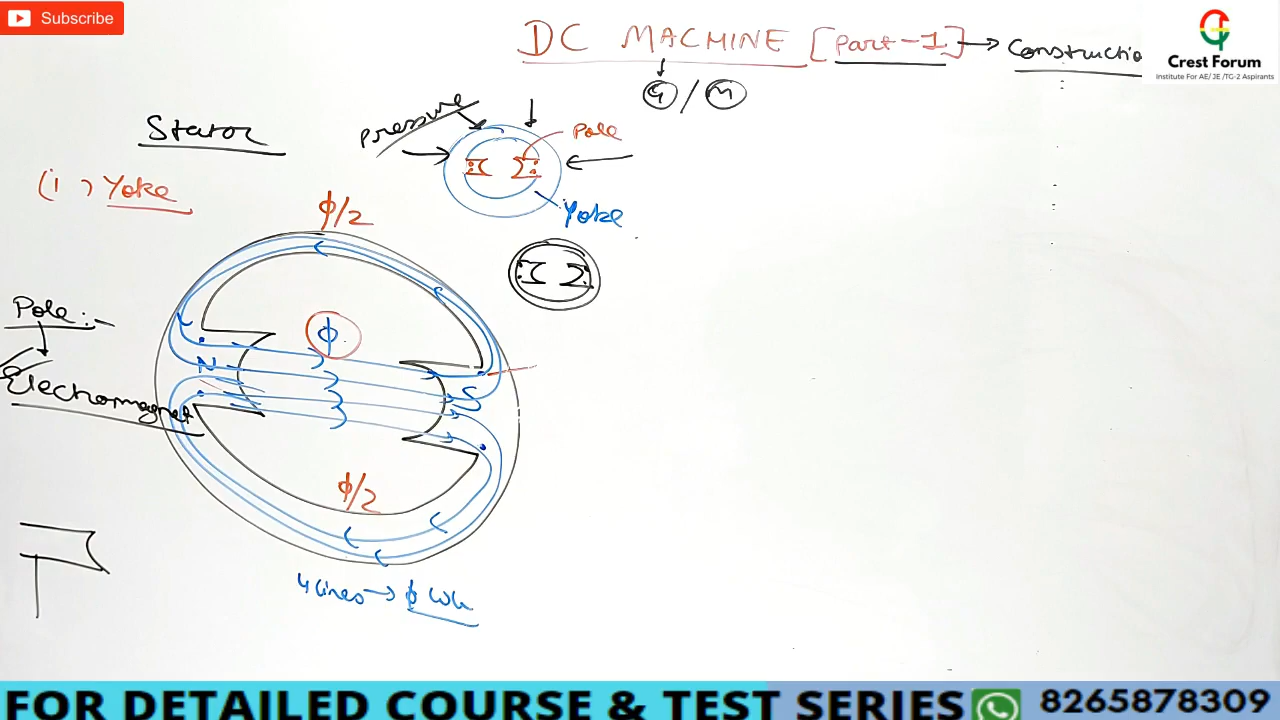 Subscribe
DC MACHINE [Part-1] → Constructio
G / M
Crest Forum
Institute For AE/ JE /TG-2 Aspirants
Stator
Pressure
Pole
(i) Yoke
Yoke
ϕ/2
Pole :-
ϕ
N
S
Electromagnet
ϕ/2
4 lines → ϕ Wb
FOR DETAILED COURSE & TEST SERIES 8265878309